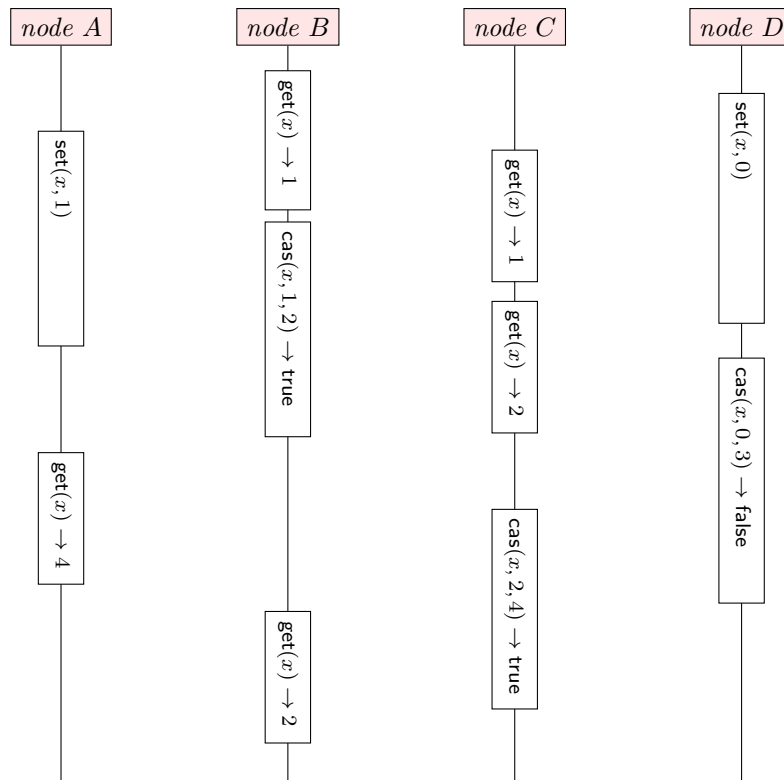 node A
set(x, 1)
get(x) → 4
node B
get(x) → 1
cas(x, 1, 2) → true
get(x) → 2
node C
get(x) → 1
get(x) → 2
cas(x, 2, 4) → true
node D
set(x, 0)
cas(x, 0, 3) → false